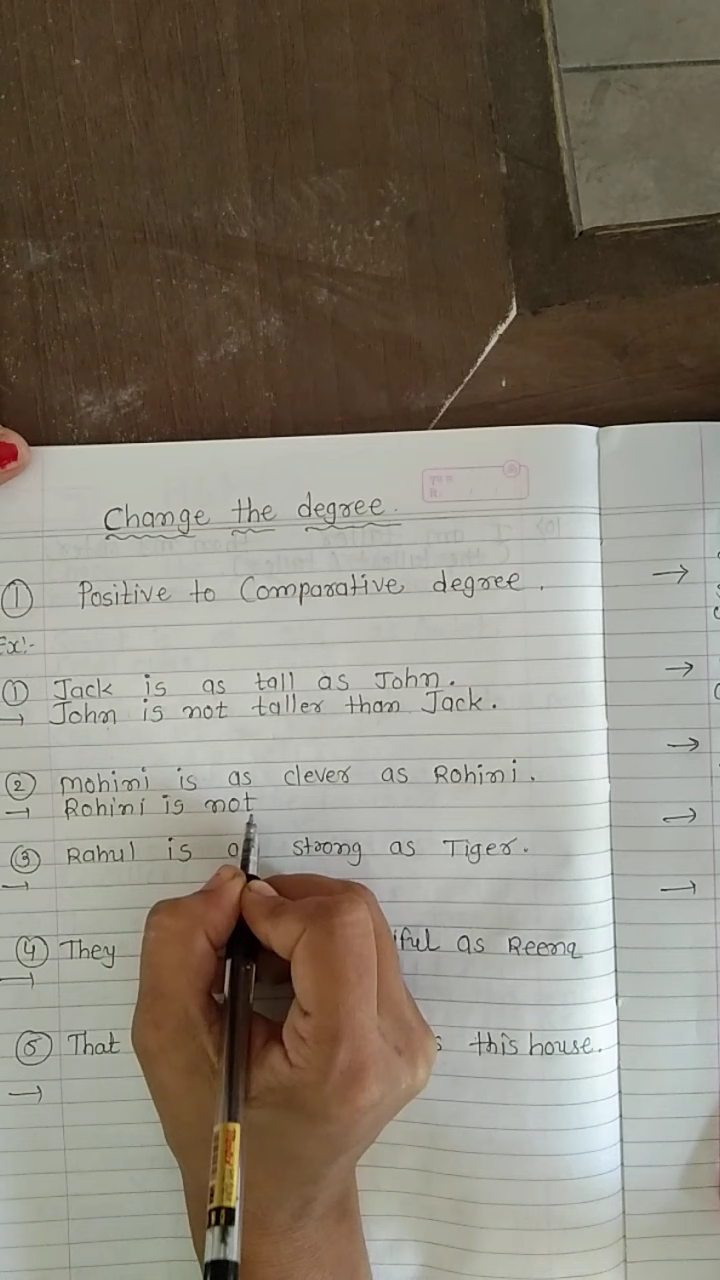 Change the degree.
① Positive to Comparative degree.
Ex:-
① Jack is as tall as John.
→ John is not taller than Jack.
② Mohini is as clever as Rohini.
→ Rohini is not
③ Rahul is strong as Tiger.
→
④ They iful as Reena
→
⑤ That this house.
→